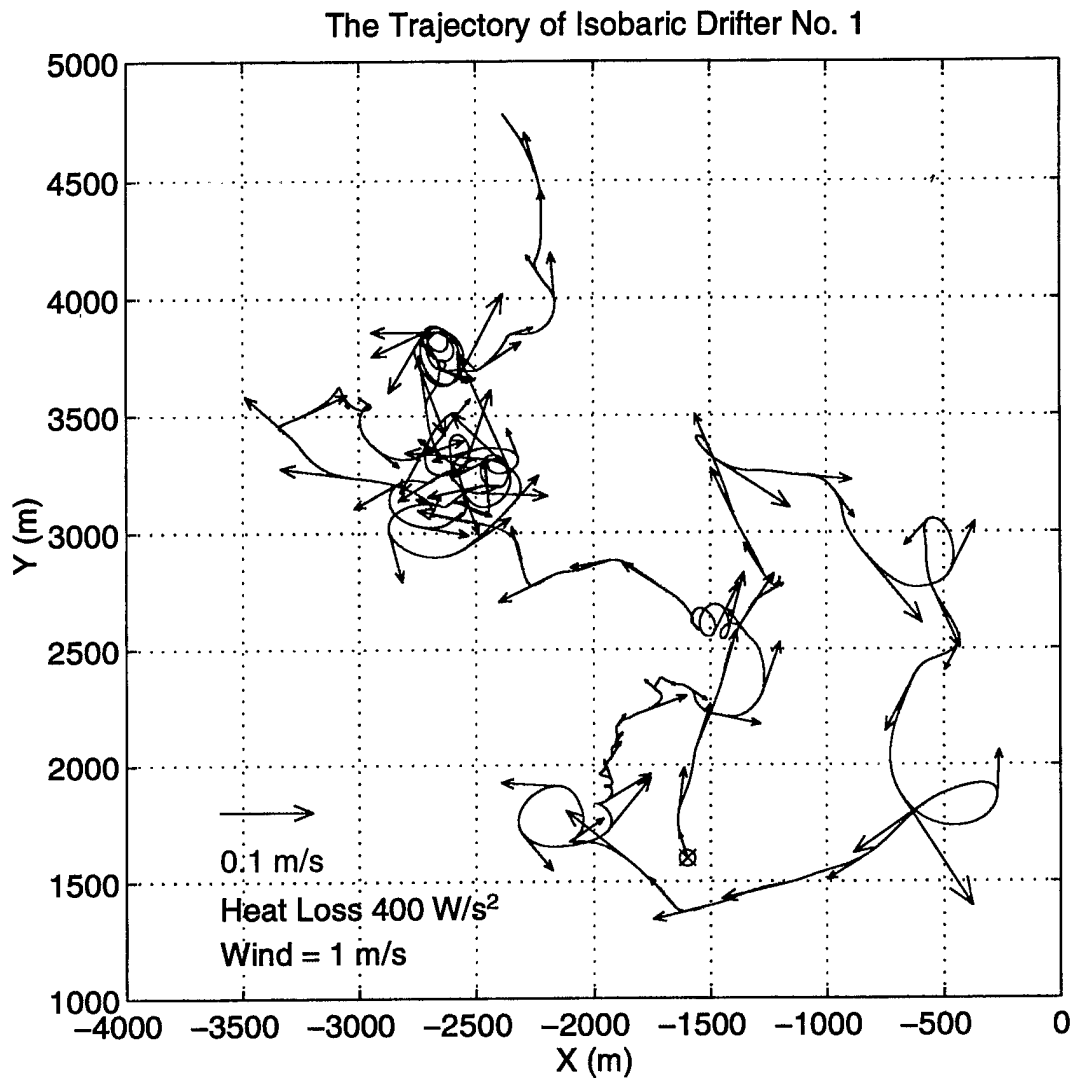 The Trajectory of Isobaric Drifter No. 1
5000
4500
4000
3500
3000
2500
2000
1500
1000
Y (m)
0.1 m/s
Heat Loss 400 W/s²
Wind = 1 m/s
−4000 −3500 −3000 −2500 −2000 −1500 −1000 −500 0
X (m)